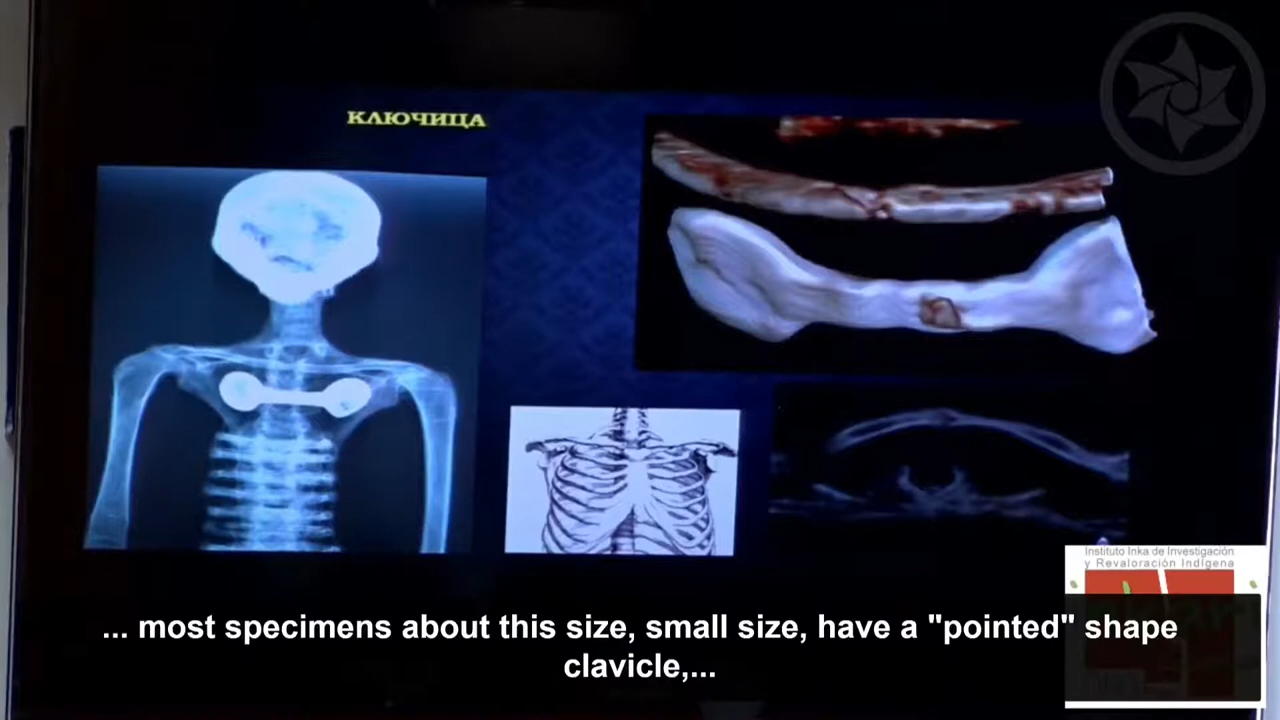 КЛЮЧИЦА
Instituto Inka de Investigación
y Revaloración Indígena
... most specimens about this size, small size, have a "pointed" shape
clavicle,...